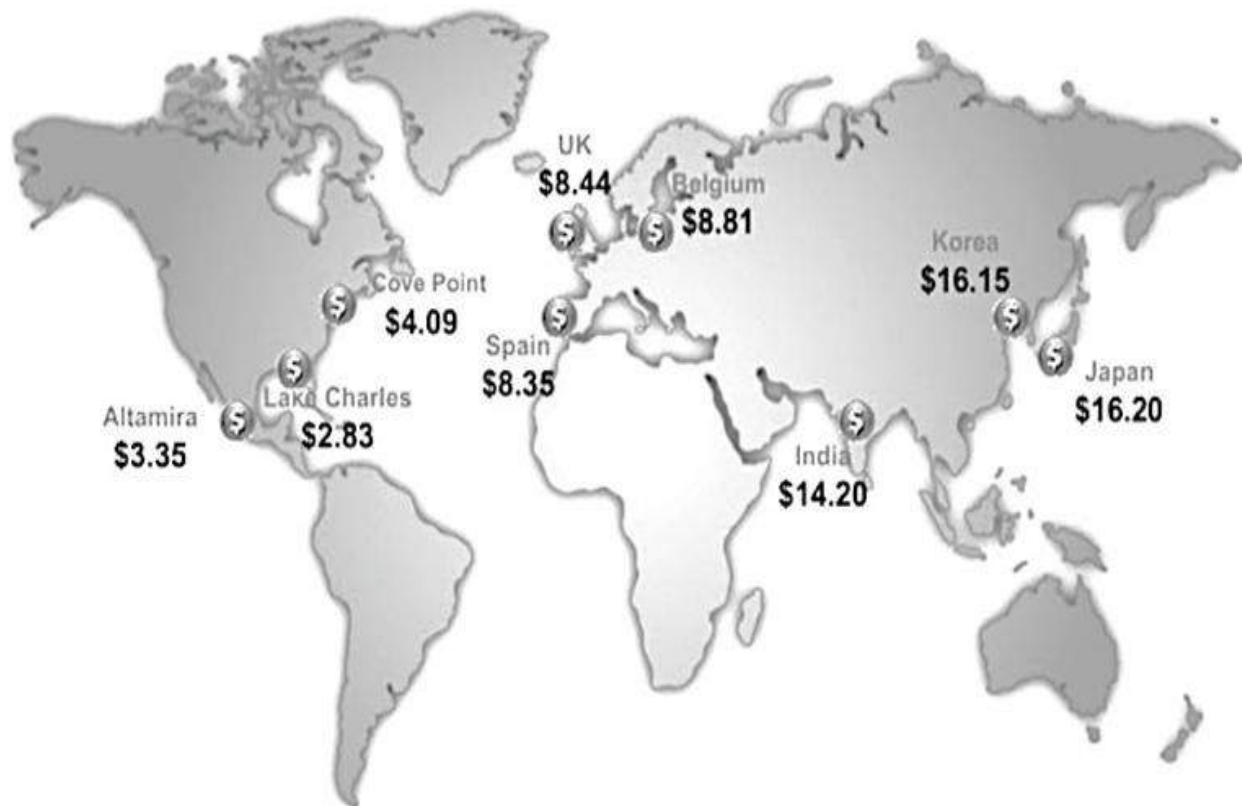 UK
$8.44
Belgium
$8.81
Korea
$16.15
Cove Point
$4.09
Spain
$8.35
Japan
$16.20
Lake Charles
$2.83
Altamira
$3.35
India
$14.20